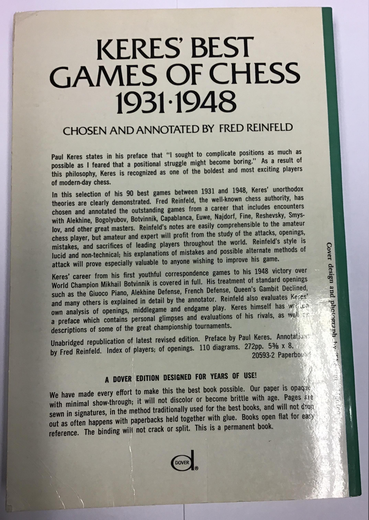 KERES' BEST
GAMES OF CHESS
1931·1948
CHOSEN AND ANNOTATED BY FRED REINFELD
Paul Keres states in his preface that "I sought to complicate positions as much as
possible as I feared that a positional struggle might become boring." As a result of
this philosophy, Keres is recognized as one of the boldest and most exciting players
of modern-day chess.
In this selection of his 90 best games between 1931 and 1948, Keres' unorthodox
theories are clearly demonstrated. Fred Reinfeld, the well-known chess authority, has
chosen and annotated the outstanding games from a career that includes encounters
with Alekhine, Bogolyubov, Botvinnik, Capablanca, Euwe, Najdorf, Fine, Reshevsky, Smys-
lov, and other great masters. Reinfeld's notes are easily comprehensible to the amateur
chess player, but amateur and expert will profit from the study of the attacks, openings,
mistakes, and sacrifices of leading players throughout the world. Reinfeld's style is
lucid and non-technical, his explanations of mistakes and possible alternate methods of
attack will prove especially valuable to anyone wishing to improve his game.
Keres' career from his first youthful correspondence games to his 1948 victory over
World Champion Mikhail Botvinnik is covered in full. His treatment of standard openings
such as the Giuoco Piano, Alekhine Defense, French Defense, Queen's Gambit Declined,
and many others is explained in detail by the annotator. Reinfeld also evaluates Keres'
own analysis of openings, middlegame and endgame play. Keres himself has
a preface which contains personal glimpses and evaluations of his rivals, as well
descriptions of some of the great championship tournaments.
Unabridged republication of latest revised edition. Preface by Paul Keres. Annotations
by Fred Reinfeld. Index of players; of openings. 110 diagrams. 272pp. 5⅜ x 8.
20593-2 Paperbound
A DOVER EDITION DESIGNED FOR YEARS OF USE!
We have made every effort to make this the best book possible. Our paper is opaque
with minimal show-through; it will not discolor or become brittle with age. Pages are
sewn in signatures, in the method traditionally used for the best books, and will not drop
out as often happens with paperbacks held together with glue. Books open flat for easy
reference. The binding will not crack or split. This is a permanent book.
DOVER
®
Cover design and photograph by